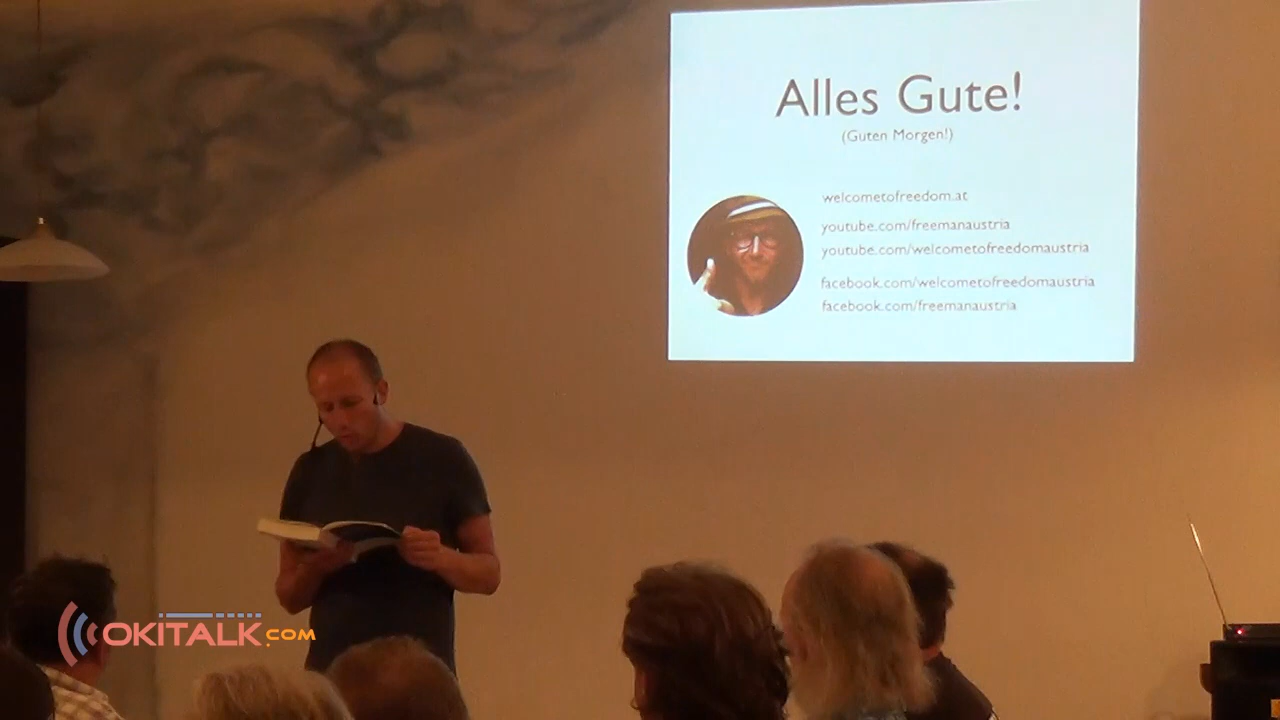 Alles Gute!
(Guten Morgen!)
welcometofreedom.at
youtube.com/freemanaustria
youtube.com/welcometofreedomaustria
facebook.com/welcometofreedomaustria
facebook.com/freemanaustria
OKITALK.COM